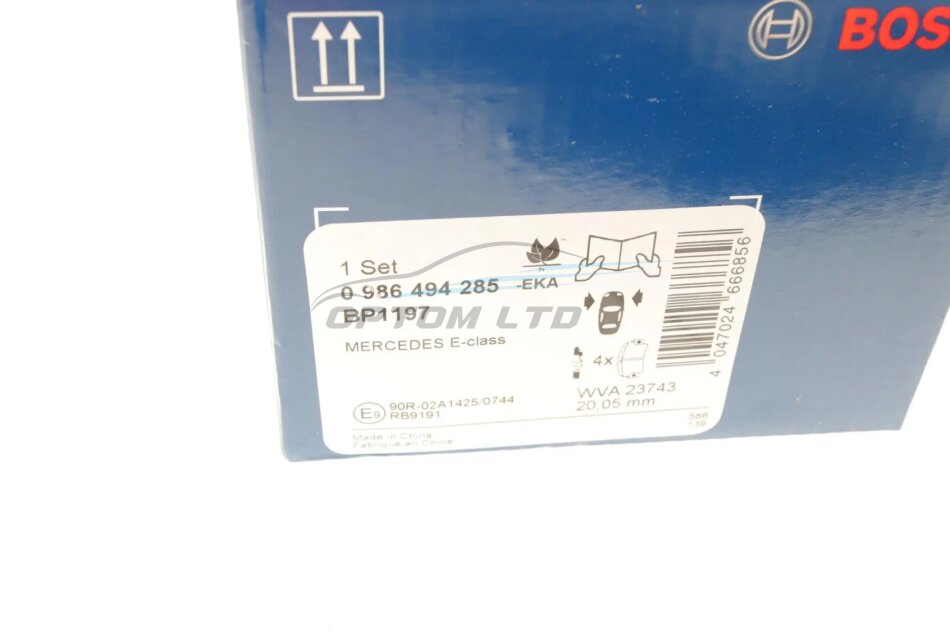 BOS
1 Set
0 986 494 285 -EKA
BP1197
OPTOM LTD
MERCEDES E-class
4x
WVA 23743
20,05 mm
E9 90R-02A1425/0744
RB9191
586
139
Made in China
Fabriqué en Chine
4 047024 666856